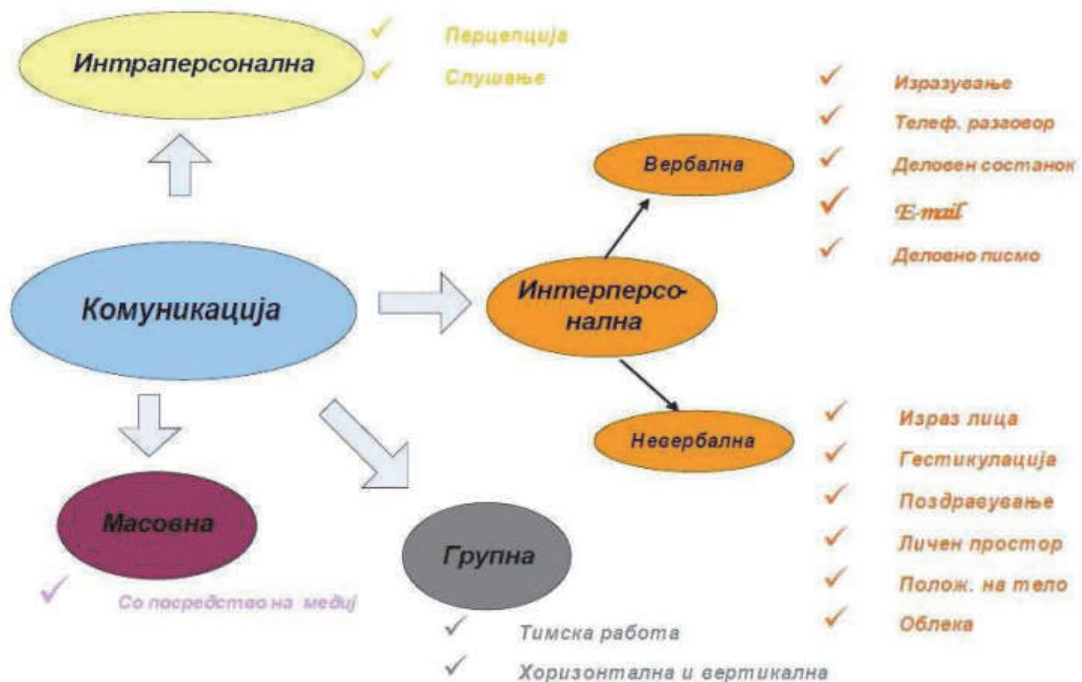 Интраперсонална
Перцепција
Слушање
Комуникација
Интерперсо-
нална
Вербална
Изразување
Телеф. разговор
Деловен состанок
E-mail
Деловно писмо
Невербална
Израз лица
Гестикулација
Поздравување
Личен простор
Полож. на тело
Облека
Масовна
Со посредство на медиј
Групна
Тимска работа
Хоризонтална и вертикална